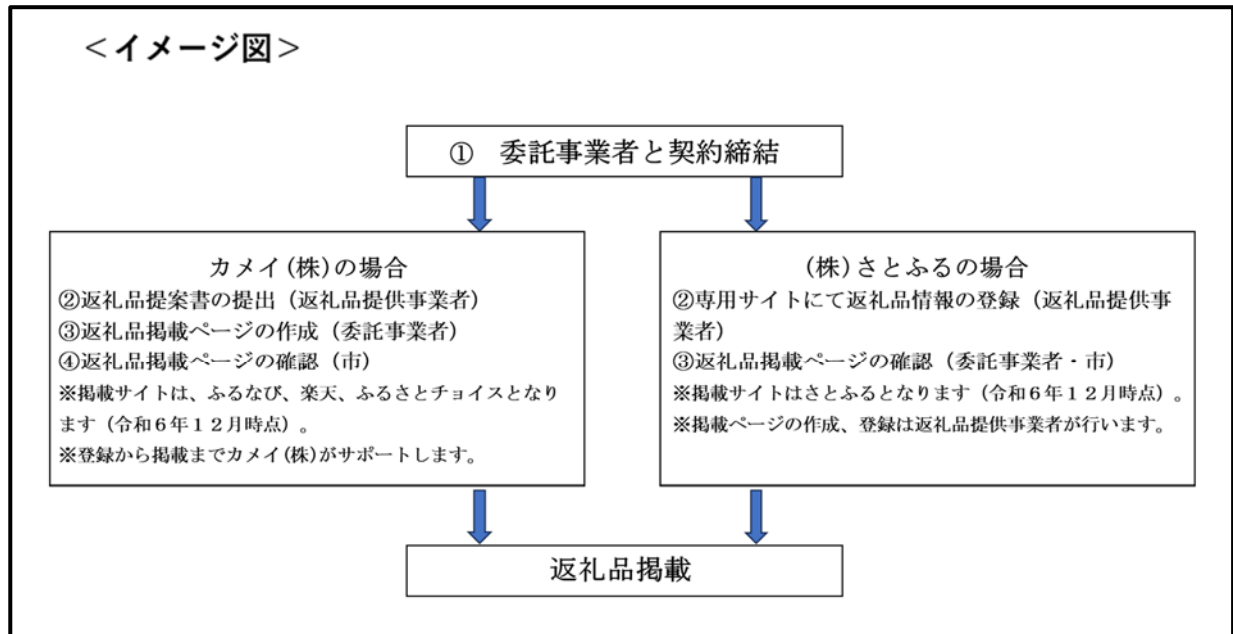 ＜イメージ図＞
① 委託事業者と契約締結
カメイ(株)の場合
②返礼品提案書の提出（返礼品提供事業者）
③返礼品掲載ページの作成（委託事業者）
④返礼品掲載ページの確認（市）
※掲載サイトは、ふるなび、楽天、ふるさとチョイスとなり
ます（令和６年１２月時点）。
※登録から掲載までカメイ(株)がサポートします。
(株)さとふるの場合
②専用サイトにて返礼品情報の登録（返礼品提供事
業者）
③返礼品掲載ページの確認（委託事業者・市）
※掲載サイトはさとふるとなります（令和６年１２月時点）。
※掲載ページの作成、登録は返礼品提供事業者が行います。
返礼品掲載